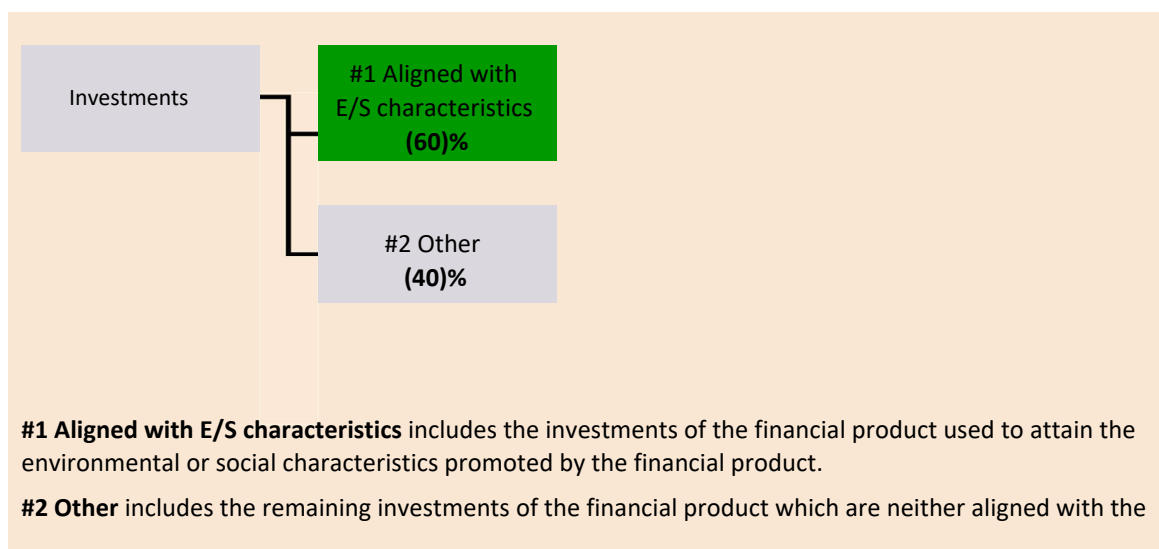 Investments
#1 Aligned with
E/S characteristics
(60)%
#2 Other
(40)%
#1 Aligned with E/S characteristics includes the investments of the financial product used to attain the
environmental or social characteristics promoted by the financial product.
#2 Other includes the remaining investments of the financial product which are neither aligned with the